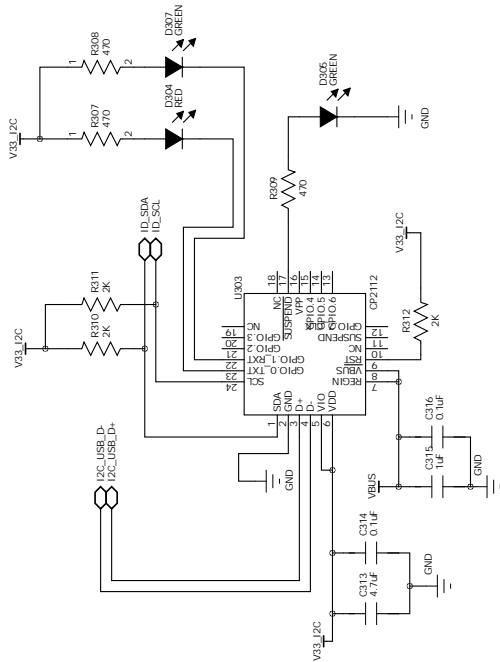 V33_I2C
R308
470
1
2
D307
GREEN
R307
470
1
2
D304
RED
D305
GREEN
GND
R309
470
ID_SDA
ID_SCL
V33_I2C
R311
2K
R310
2K
I2C_USB_D-
I2C_USB_D+
U303
CP2112
SDA 1
GND 2
D+ 3
D- 4
VIO 5
VDD 6
REGIN 7
VBUS 8
RST 9
NC 10
SUSPEND 11
12
GPIO.6 13
GPIO.5 14
GPIO.4 15
VPP 16
SUSPEND 17
NC 18
NC 19
GPIO.3 20
GPIO.2 21
GPIO.1_RXT 22
GPIO.0_TXT 23
SCL 24
R312
2K
V33_I2C
GND
VBUS
C315
1uF
C316
0.1uF
GND
V33_I2C
C313
4.7uF
C314
0.1uF
GND